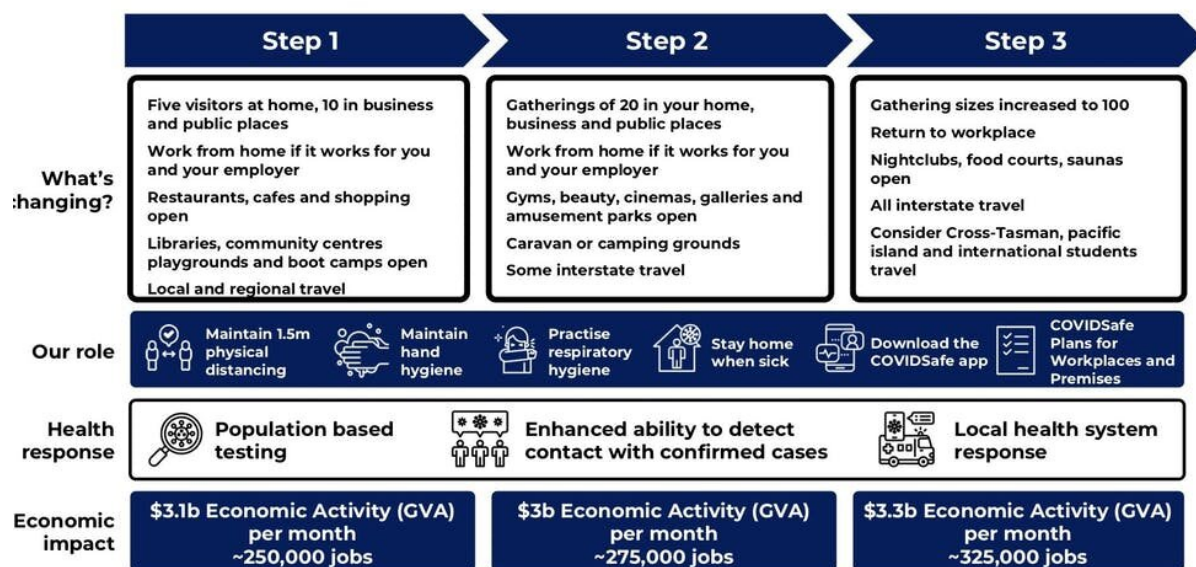 Step 1
Step 2
Step 3
What's
changing?
Five visitors at home, 10 in business
and public places
Work from home if it works for you
and your employer
Restaurants, cafes and shopping
open
Libraries, community centres
playgrounds and boot camps open
Local and regional travel
Gatherings of 20 in your home,
business and public places
Work from home if it works for you
and your employer
Gyms, beauty, cinemas, galleries and
amusement parks open
Caravan or camping grounds
Some interstate travel
Gathering sizes increased to 100
Return to workplace
Nightclubs, food courts, saunas
open
All interstate travel
Consider Cross-Tasman, pacific
island and international students
travel
Our role
Maintain 1.5m
physical
distancing
Maintain
hand
hygiene
Practise
respiratory
hygiene
Stay home
when sick
Download the
COVIDSafe app
COVIDSafe
Plans for
Workplaces and
Premises
Health
response
Population based
testing
Enhanced ability to detect
contact with confirmed cases
Local health system
response
Economic
impact
$3.1b Economic Activity (GVA)
per month
~250,000 jobs
$3b Economic Activity (GVA)
per month
~275,000 jobs
$3.3b Economic Activity (GVA)
per month
~325,000 jobs